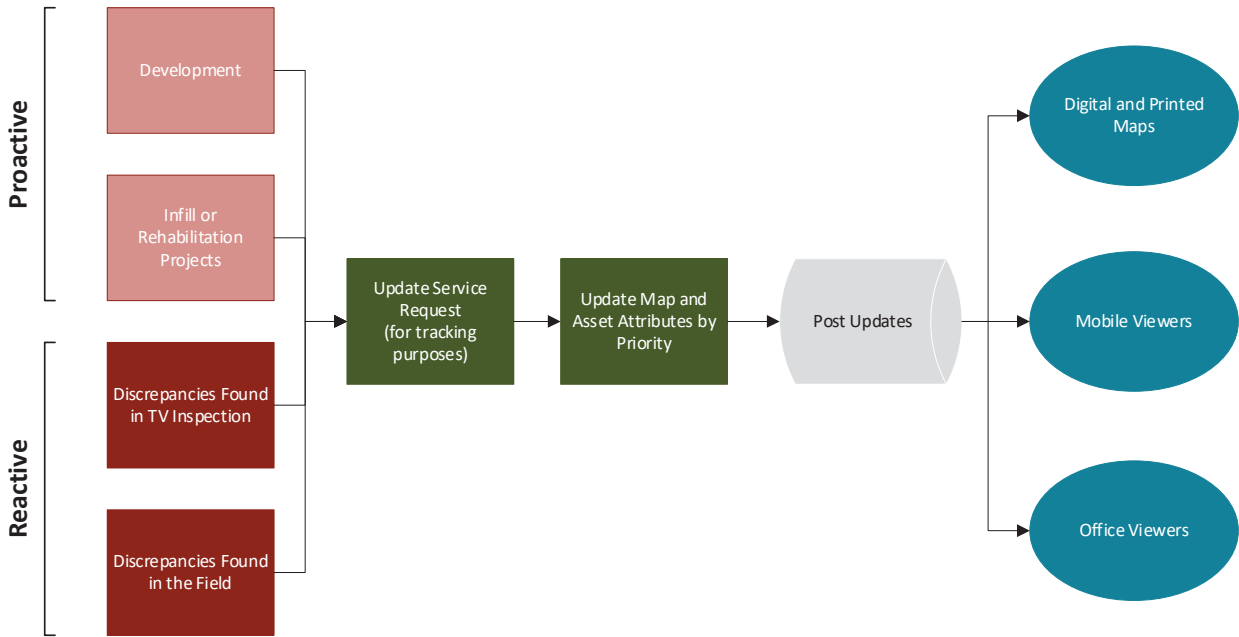 Proactive
Development
Infill or
Rehabilitation
Projects
Reactive
Discrepancies Found
in TV Inspection
Discrepancies Found
in the Field
Update Service
Request
(for tracking
purposes)
Update Map and
Asset Attributes by
Priority
Post Updates
Digital and Printed
Maps
Mobile Viewers
Office Viewers